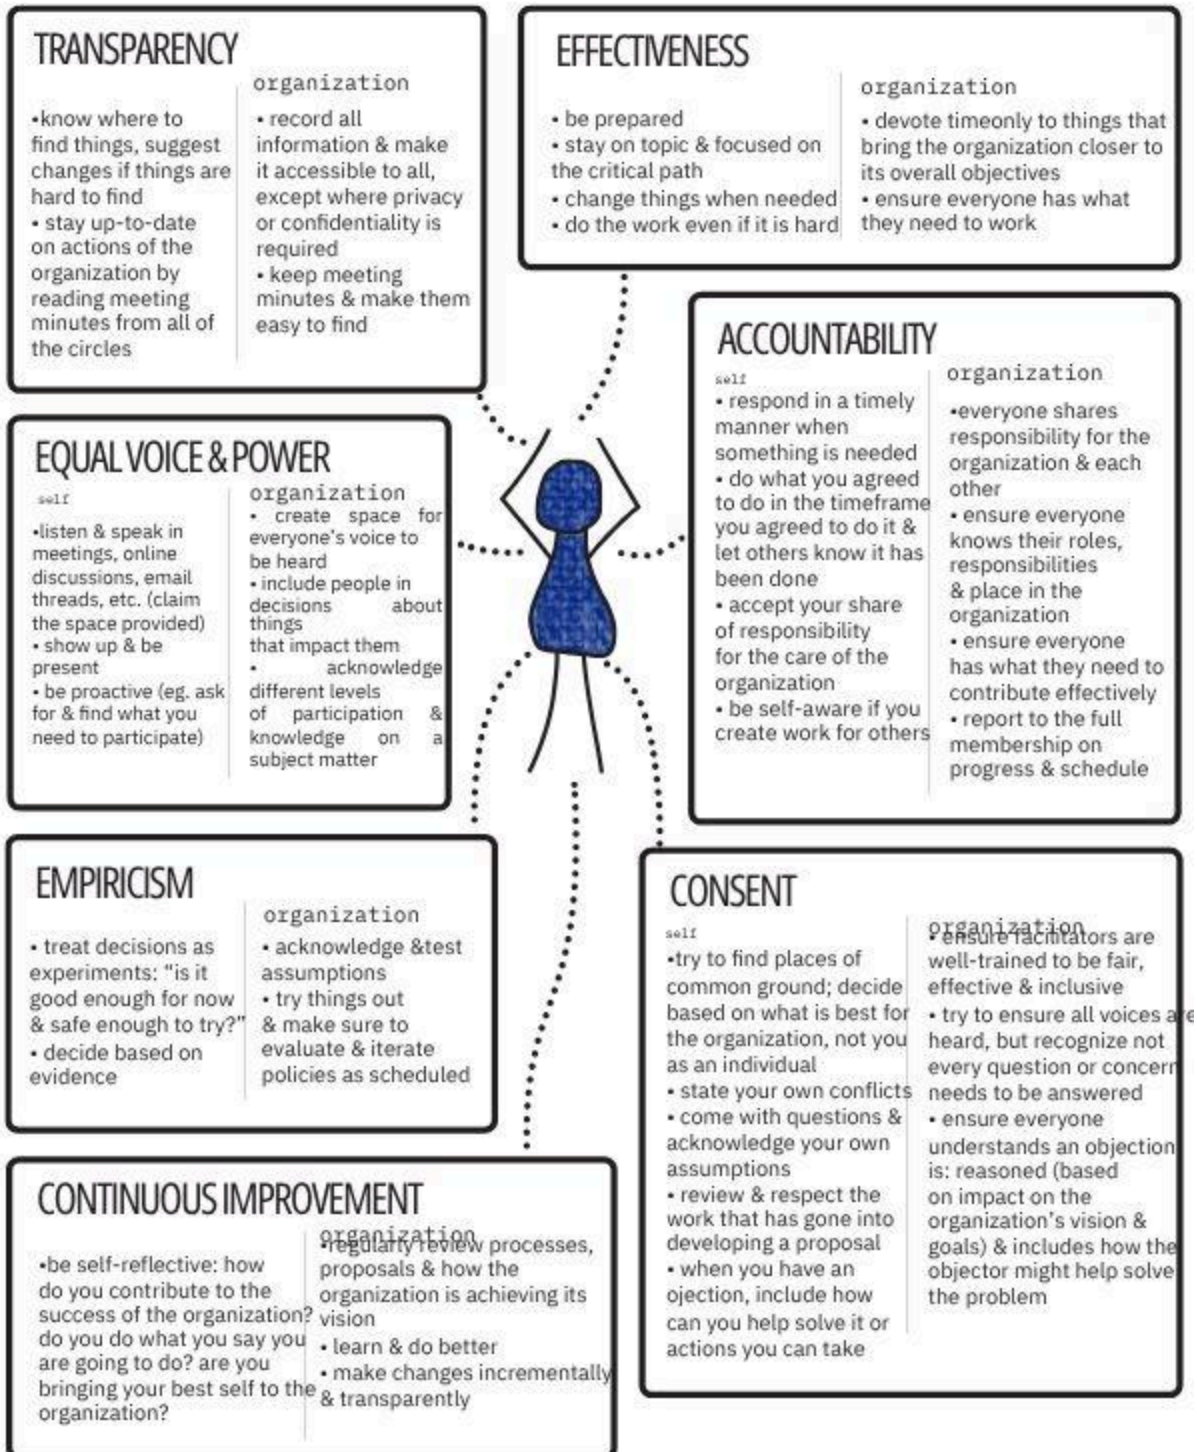 TRANSPARENCY
•know where to
find things, suggest
changes if things are
hard to find
• stay up-to-date
on actions of the
organization by
reading meeting
minutes from all of
the circles
organization
• record all
information & make
it accessible to all,
except where privacy
or confidentiality is
required
• keep meeting
minutes & make them
easy to find
EFFECTIVENESS
• be prepared
• stay on topic & focused on
the critical path
• change things when needed
• do the work even if it is hard
organization
• devote timeonly to things that
bring the organization closer to
its overall objectives
• ensure everyone has what
they need to work
EQUAL VOICE & POWER
self
•listen & speak in
meetings, online
discussions, email
threads, etc. (claim
the space provided)
• show up & be
present
• be proactive (eg. ask
for & find what you
need to participate)
organization
• create space for
everyone's voice to
be heard
• include people in
decisions about
things
that impact them
• acknowledge
different levels
of participation &
knowledge on a
subject matter
ACCOUNTABILITY
self
• respond in a timely
manner when
something is needed
• do what you agreed
to do in the timeframe
you agreed to do it &
let others know it has
been done
• accept your share
of responsibility
for the care of the
organization
• be self-aware if you
create work for others
organization
•everyone shares
responsibility for the
organization & each
other
• ensure everyone
knows their roles,
responsibilities
& place in the
organization
• ensure everyone
has what they need to
contribute effectively
• report to the full
membership on
progress & schedule
EMPIRICISM
• treat decisions as
experiments: "is it
good enough for now
& safe enough to try?"
• decide based on
evidence
organization
• acknowledge &test
assumptions
• try things out
& make sure to
evaluate & iterate
policies as scheduled
CONSENT
self
•try to find places of
common ground; decide
based on what is best for
the organization, not you
as an individual
• state your own conflicts
• come with questions &
acknowledge your own
assumptions
• review & respect the
work that has gone into
developing a proposal
• when you have an
ojection, include how
can you help solve it or
actions you can take
organization
• ensure facilitators are
well-trained to be fair,
effective & inclusive
• try to ensure all voices are
heard, but recognize not
every question or concern
needs to be answered
• ensure everyone
understands an objection
is: reasoned (based
on impact on the
organization's vision &
goals) & includes how the
objector might help solve
the problem
CONTINUOUS IMPROVEMENT
•be self-reflective: how
do you contribute to the
success of the organization?
do you do what you say you
are going to do? are you
bringing your best self to the
organization?
organization
•regularly review processes,
proposals & how the
organization is achieving its
vision
• learn & do better
• make changes incrementally
& transparently